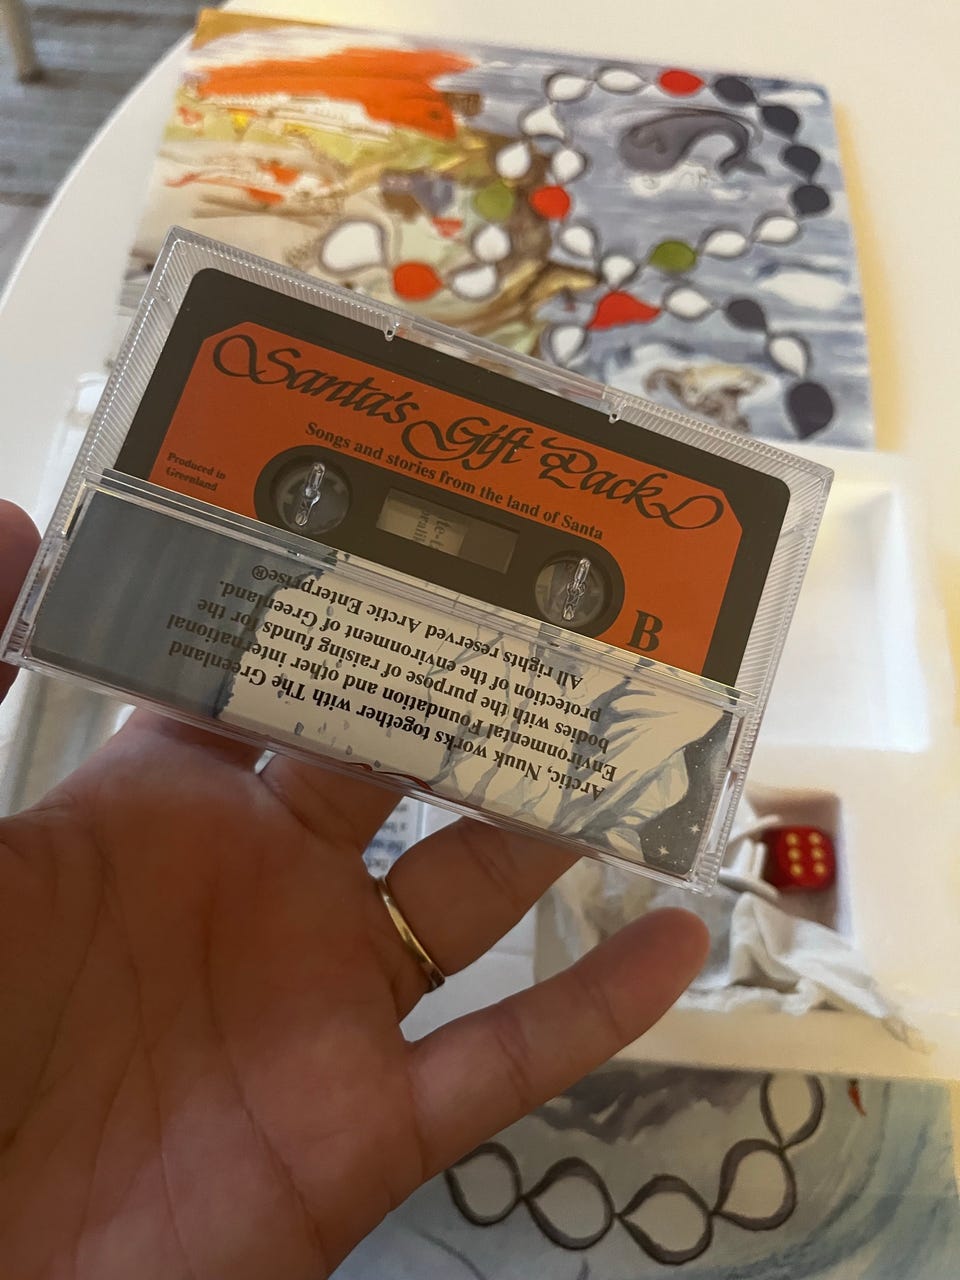 Santa's Gift Pack
Songs and stories from the land of Santa
Produced in
Greenland
B
Arctic, Nuuk works together with The Greenland
Environmental Foundation and other international
bodies with the purpose of raising funds for the
protection of the environment of Greenland.
All rights reserved Arctic Enterprise®